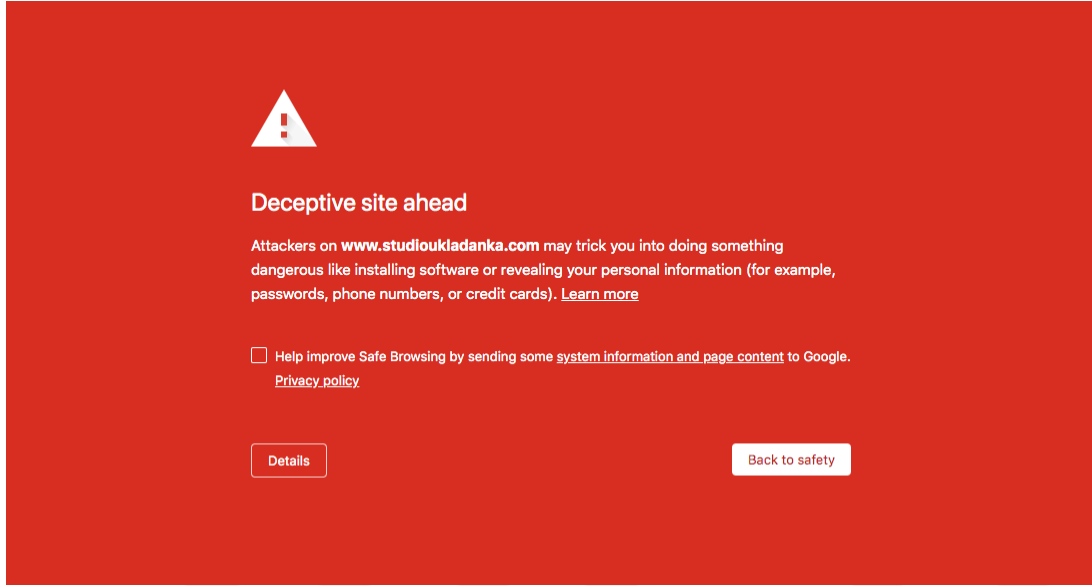 Deceptive site ahead
Attackers on www.studioukladanka.com may trick you into doing something
dangerous like installing software or revealing your personal information (for example,
passwords, phone numbers, or credit cards). Learn more
Help improve Safe Browsing by sending some system information and page content to Google.
Privacy policy
Details
Back to safety